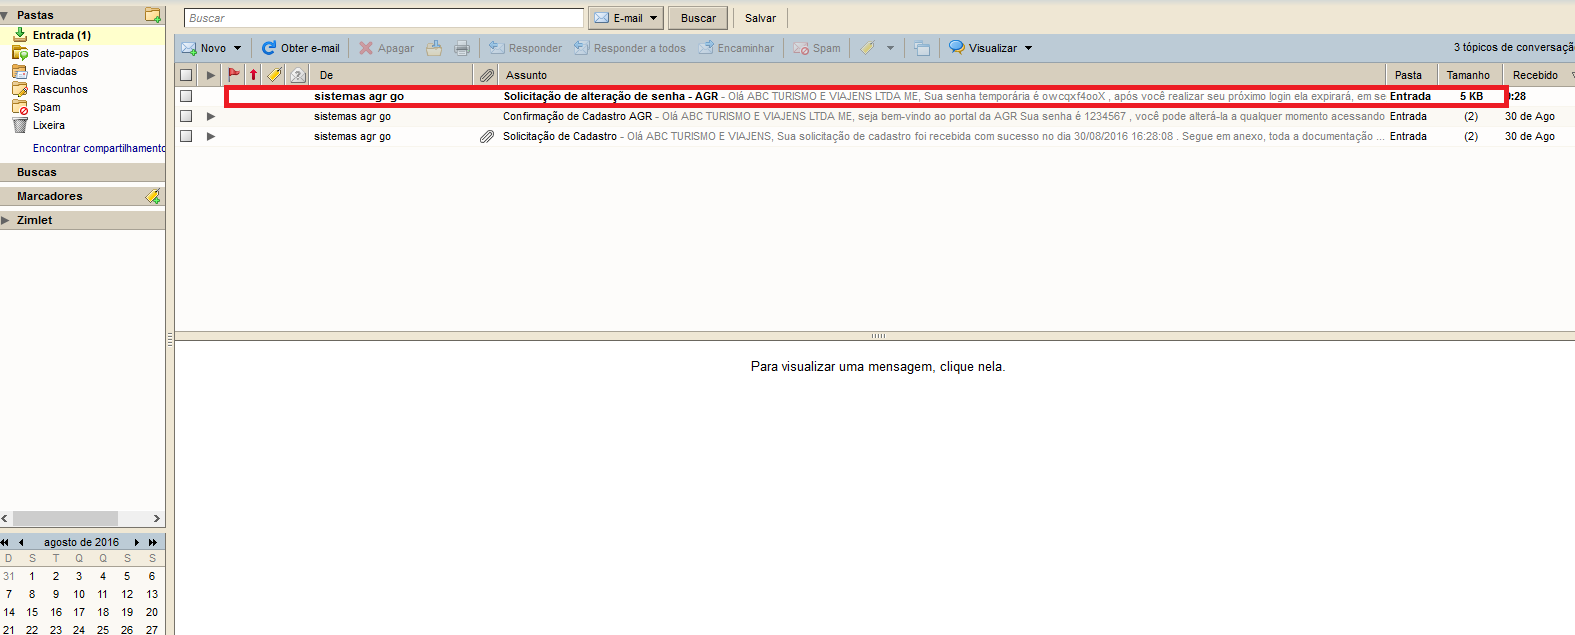 Pastas
Entrada (1)
Bate-papos
Enviadas
Rascunhos
Spam
Lixeira
Encontrar compartilhamento
Buscas
Marcadores
Zimlet
agosto de 2016
D S T Q Q S S
31 1 2 3 4 5 6
7 8 9 10 11 12 13
14 15 16 17 18 19 20
21 22 23 24 25 26 27
Buscar E-mail Buscar Salvar
Novo Obter e-mail Apagar Responder Responder a todos Encaminhar Spam Visualizar 3 tópicos de conversaçã
De Assunto Pasta Tamanho Recebido
sistemas agr go Solicitação de alteração de senha - AGR - Olá ABC TURISMO E VIAJENS LTDA ME, Sua senha temporária é owcqxf4ooX , após você realizar seu próximo login ela expirará, em se Entrada 5 KB :28
sistemas agr go Confirmação de Cadastro AGR - Olá ABC TURISMO E VIAJENS LTDA ME, seja bem-vindo ao portal da AGR Sua senha é 1234567 , você pode alterá-la a qualquer momento acessando Entrada (2) 30 de Ago
sistemas agr go Solicitação de Cadastro - Olá ABC TURISMO E VIAJENS, Sua solicitação de cadastro foi recebida com sucesso no dia 30/08/2016 16:28:08 . Segue em anexo, toda a documentação ... Entrada (2) 30 de Ago
Para visualizar uma mensagem, clique nela.